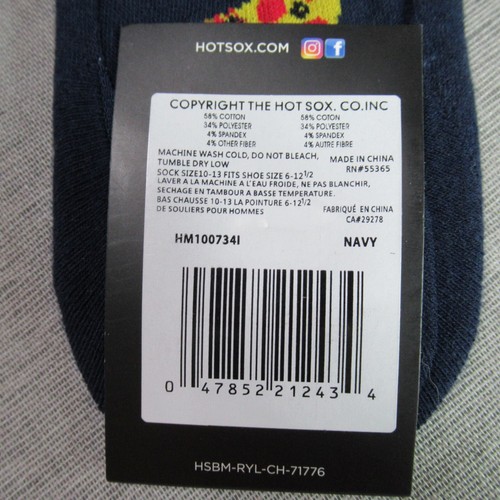 HOTSOX.COM
COPYRIGHT THE HOT SOX. CO.INC
58% COTTON 58% COTON
34% POLYESTER 34% POLYESTER
4% SPANDEX 4% SPANDEX
4% OTHER FIBER 4% AUTRE FIBRE
MACHINE WASH COLD, DO NOT BLEACH, MADE IN CHINA
TUMBLE DRY LOW RN#55365
SOCK SIZE10-13 FITS SHOE SIZE 6-12 1/2
LAVER A LA MACHINE A L'EAU FROIDE, NE PAS BLANCHIR,
SECHAGE EN TAMBOUR A BASSE TEMPERATURE.
BAS CHAUSSE 10-13 LA POINTURE 6-12 1/2 FABRIQUÉ EN CHINA
DE SOULIERS POUR HOMMES CA#29278
HM100734I NAVY
0 47852 21243 4
HSBM-RYL-CH-71776